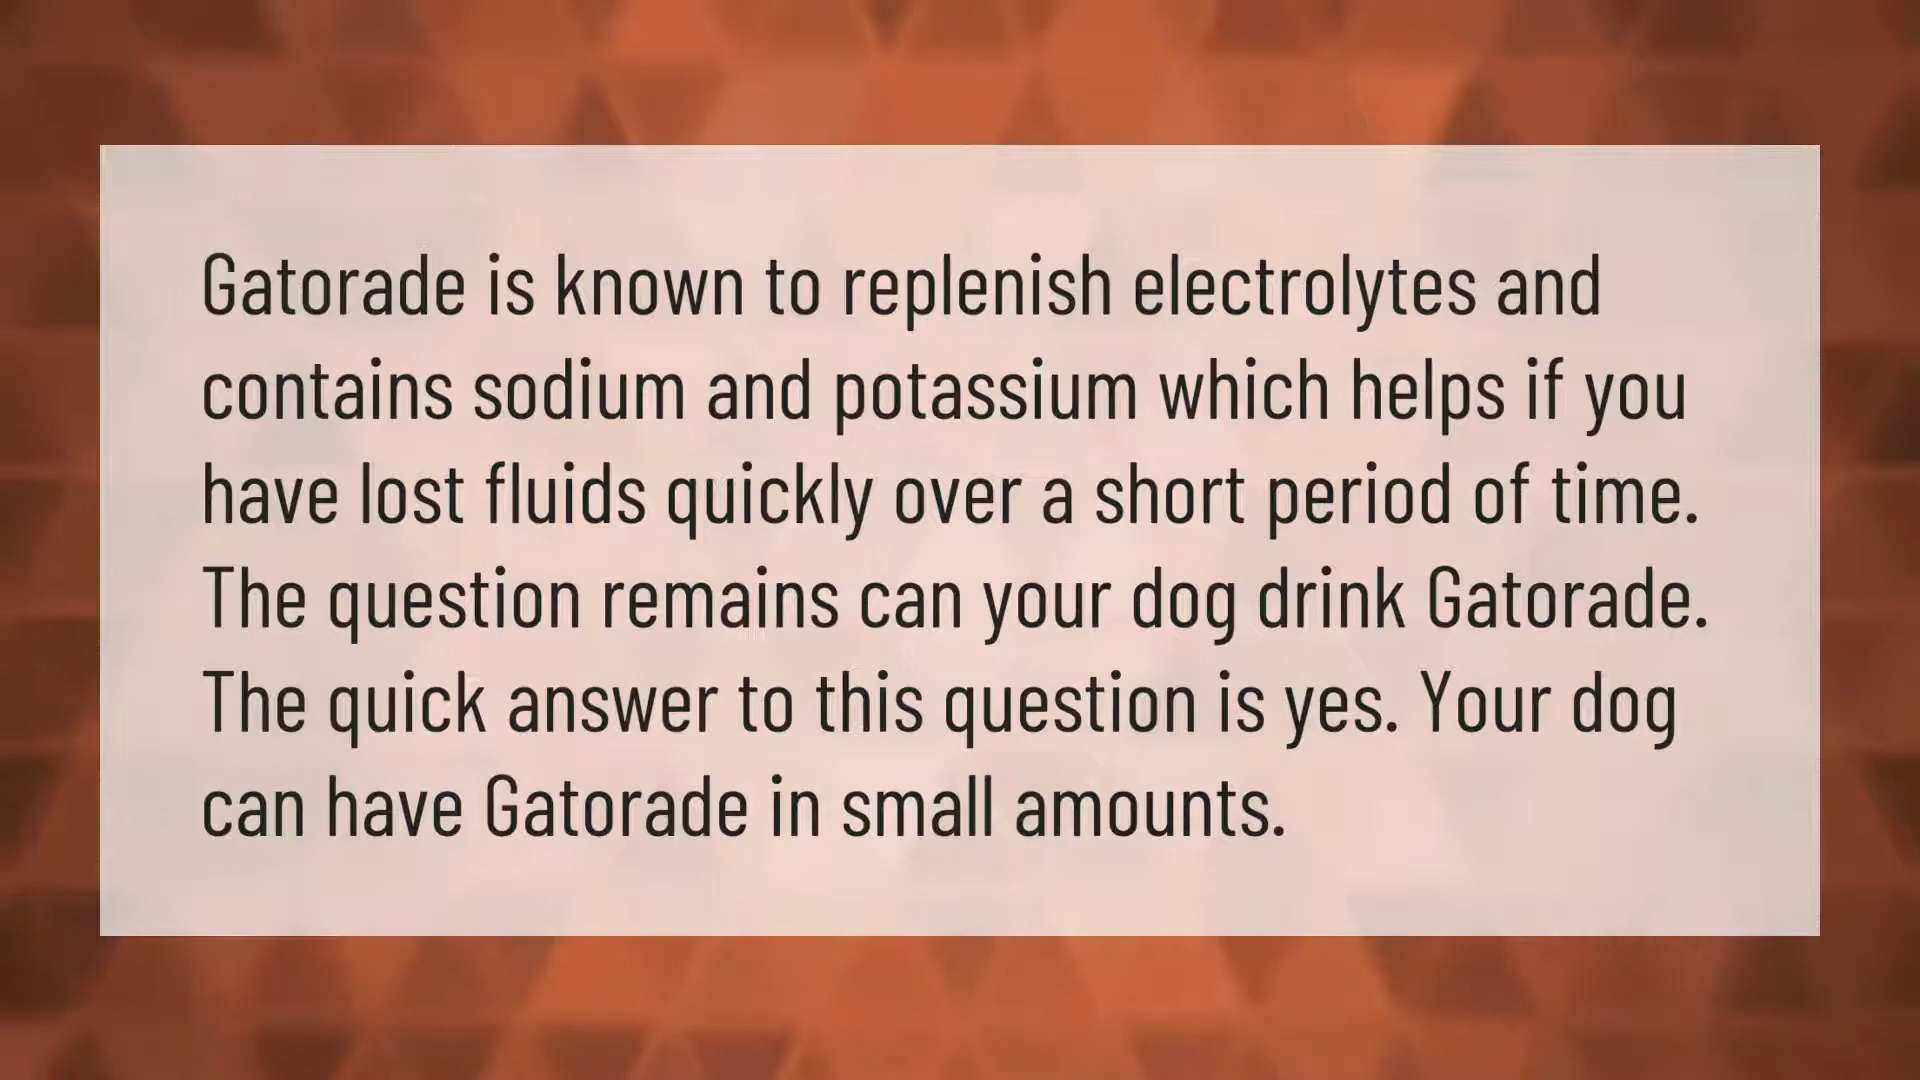 Gatorade is known to replenish electrolytes and
contains sodium and potassium which helps if you
have lost fluids quickly over a short period of time.
The question remains can your dog drink Gatorade.
The quick answer to this question is yes. Your dog
can have Gatorade in small amounts.